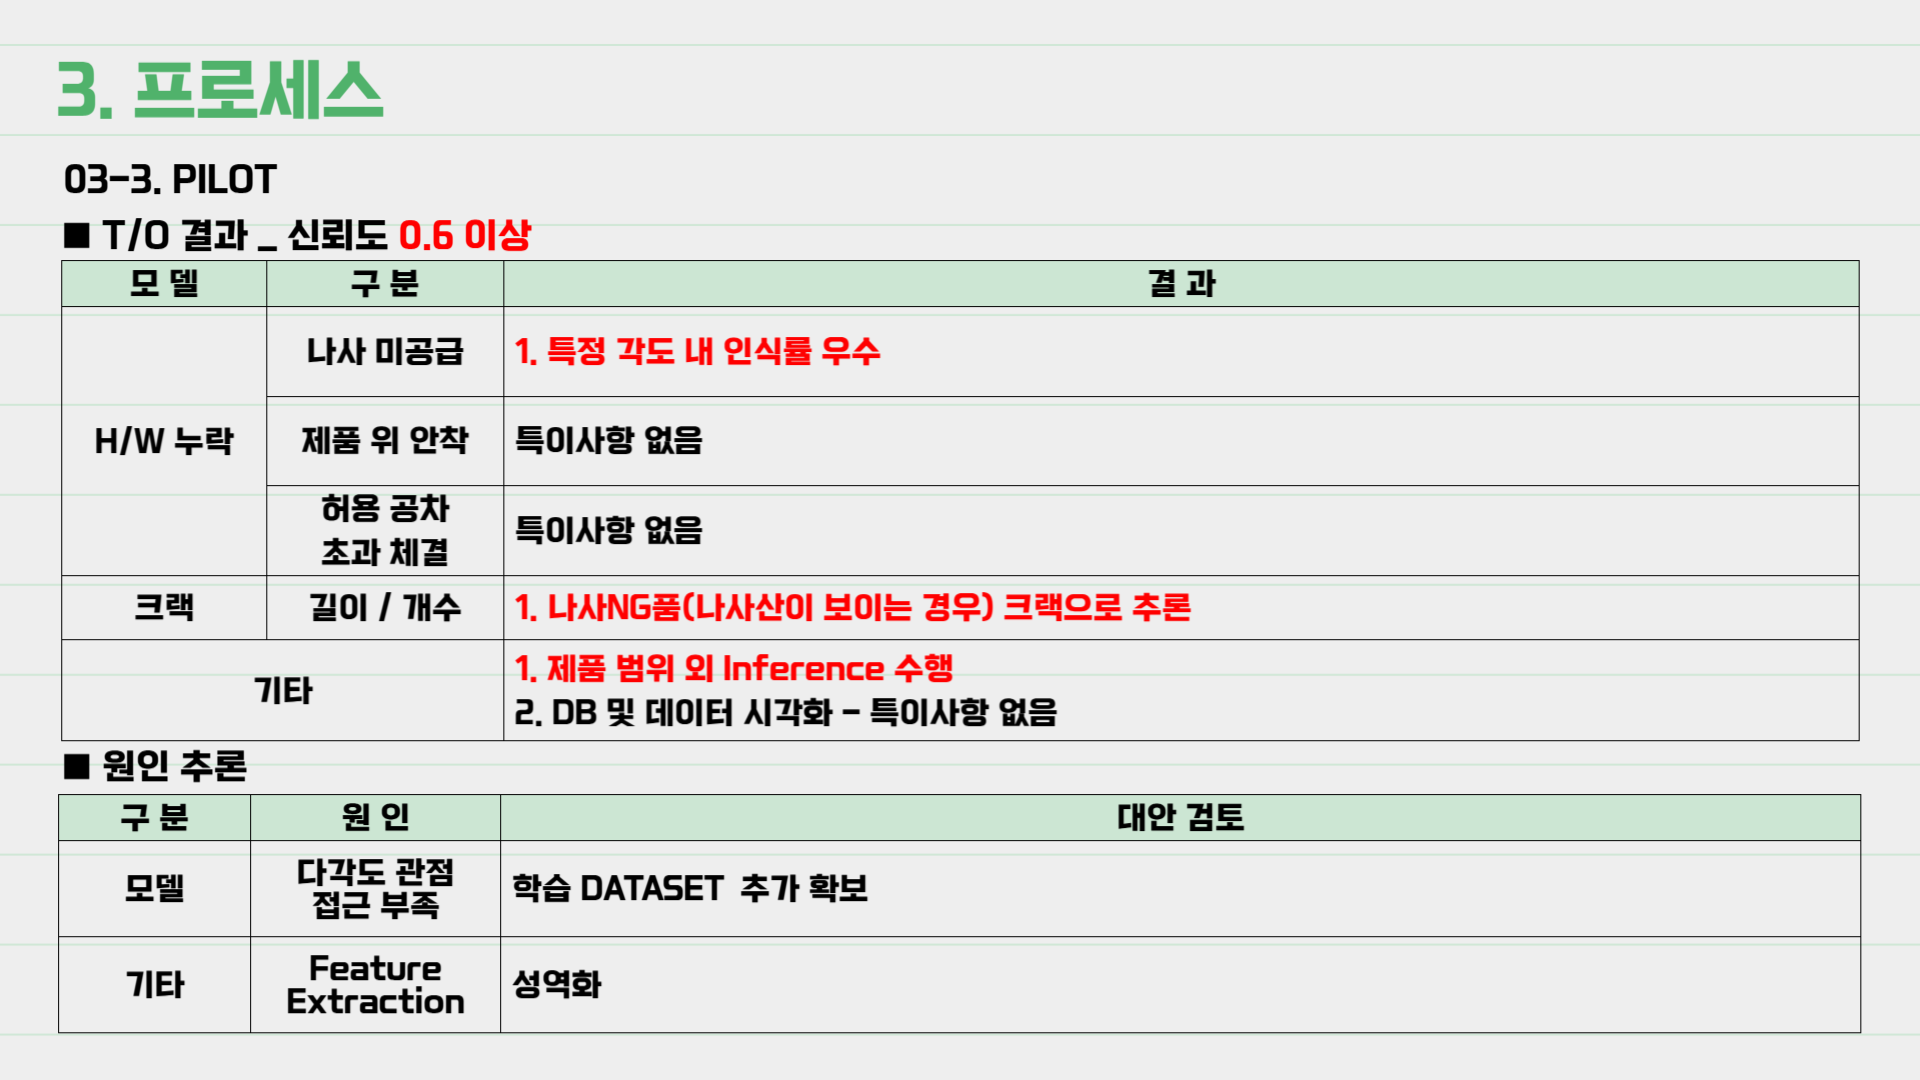 3. 프로세스
03-3. PILOT
■ T/O 결과 _ 신뢰도 0.6 이상
모 델
구 분
결 과
H/W 누락
나사 미공급
1. 특정 각도 내 인식률 우수
제품 위 안착
특이사항 없음
허용 공차
초과 체결
특이사항 없음
크랙
길이 / 개수
1. 나사NG품(나사산이 보이는 경우) 크랙으로 추론
기타
1. 제품 범위 외 Inference 수행
2. DB 및 데이터 시각화 - 특이사항 없음
■ 원인 추론
구 분
원 인
대안 검토
모델
다각도 관점
접근 부족
학습 DATASET 추가 확보
기타
Feature
Extraction
성역화